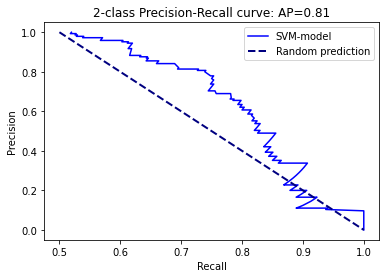 2-class Precision-Recall curve: AP=0.81
SVM-model
Random prediction
Precision
1.0
0.8
0.6
0.4
0.2
0.0
0.5 0.6 0.7 0.8 0.9 1.0
Recall